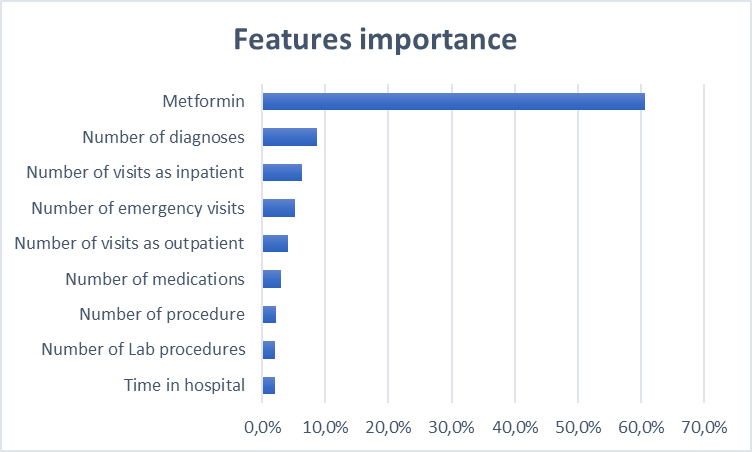 Features importance
Metformin
Number of diagnoses
Number of visits as inpatient
Number of emergency visits
Number of visits as outpatient
Number of medications
Number of procedure
Number of Lab procedures
Time in hospital
0,0% 10,0% 20,0% 30,0% 40,0% 50,0% 60,0% 70,0%